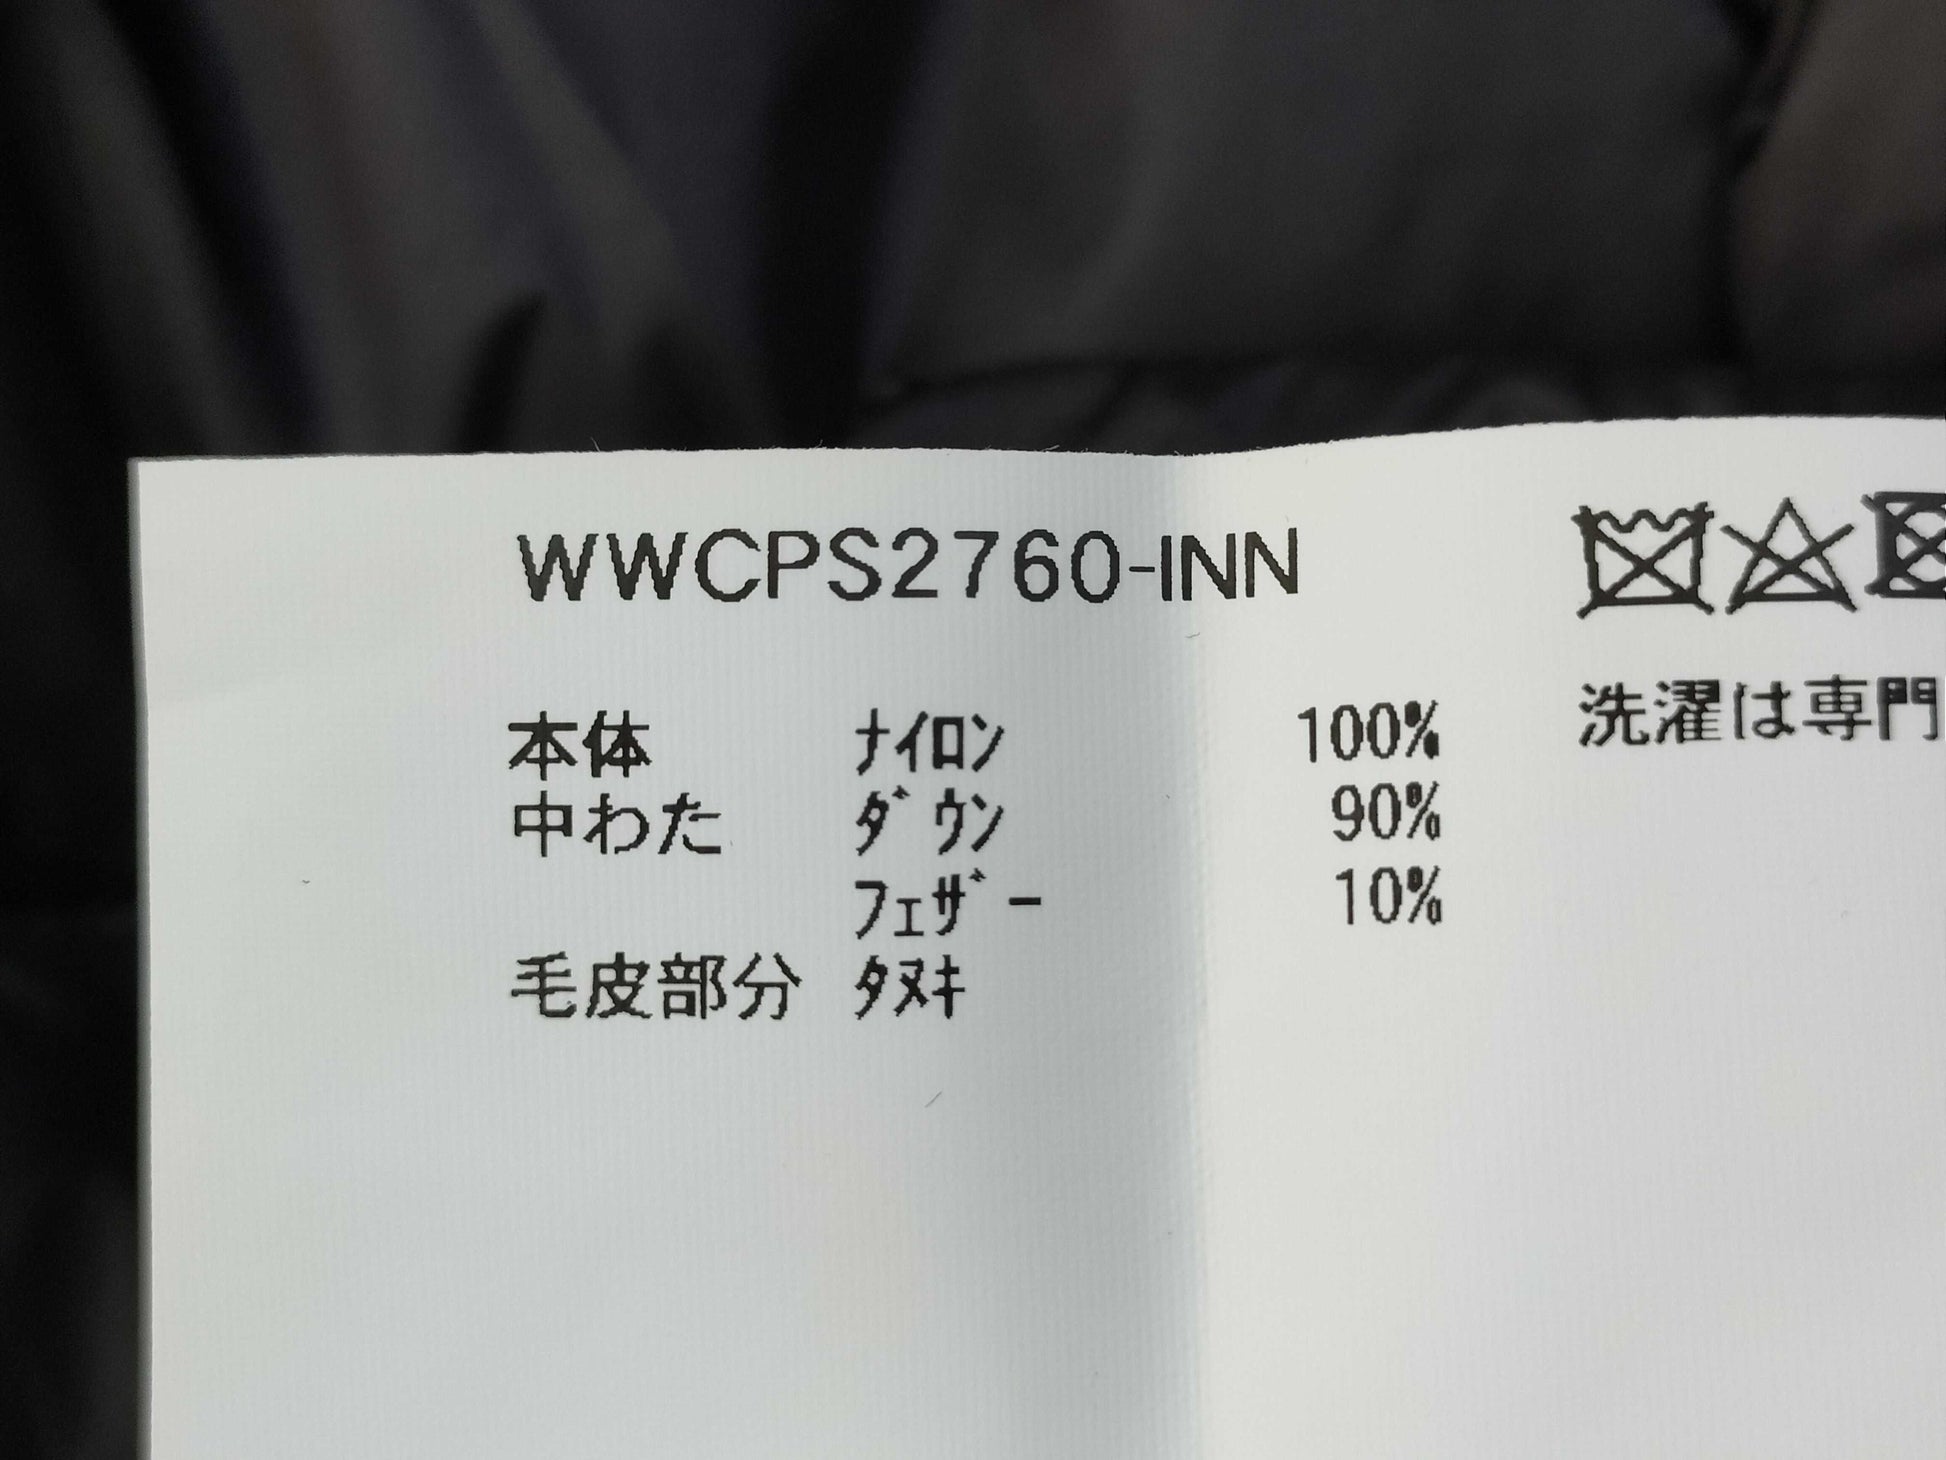 WWCPS2760-INN
本体 ナイロン 100%
中わた ダウン 90%
フェザー 10%
毛皮部分 タヌキ
洗濯は専門